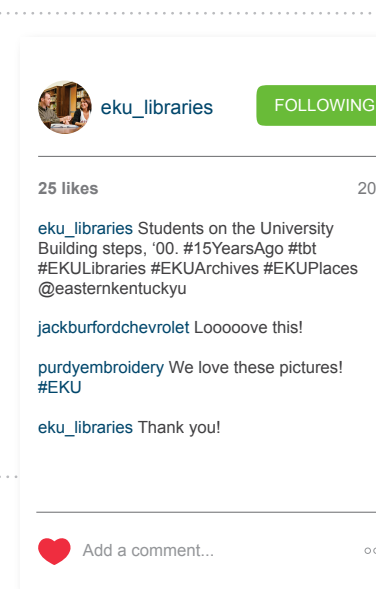 eku_libraries
FOLLOWING
25 likes
20
eku_libraries Students on the University
Building steps, ‘00. #15YearsAgo #tbt
#EKULibraries #EKUArchives #EKUPlaces
@easternkentuckyu
jackburfordchevrolet Looooove this!
purdyembroidery We love these pictures!
#EKU
eku_libraries Thank you!
Add a comment...